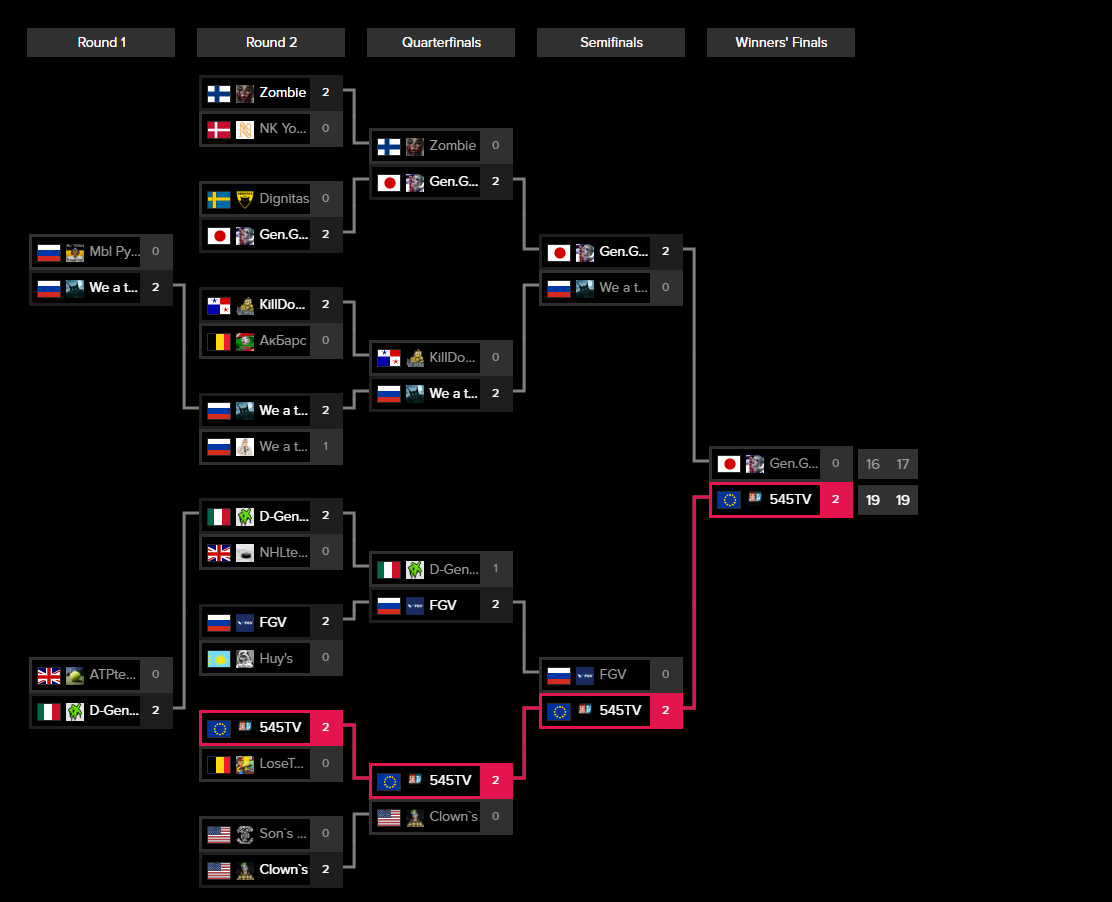 Round 1
Round 2
Quarterfinals
Semifinals
Winners' Finals
Zombie 2
NK Yo... 0
Zombie 0
Gen.G... 2
Dignitas 0
Gen.G... 2
Mbl Py... 0
We a t... 2
Gen.G... 2
We a t... 0
KillDo... 2
АкБарс 0
KillDo... 0
We a t... 2
We a t... 2
We a t... 1
Gen.G... 0 16 17
545TV 2 19 19
D-Gen... 2
NHLte... 0
D-Gen... 1
FGV 2
FGV 2
Huy's 0
ATPte... 0
D-Gen... 2
FGV 0
545TV 2
545TV 2
LoseT... 0
545TV 2
Clown`s 0
Son`s ... 0
Clown`s 2